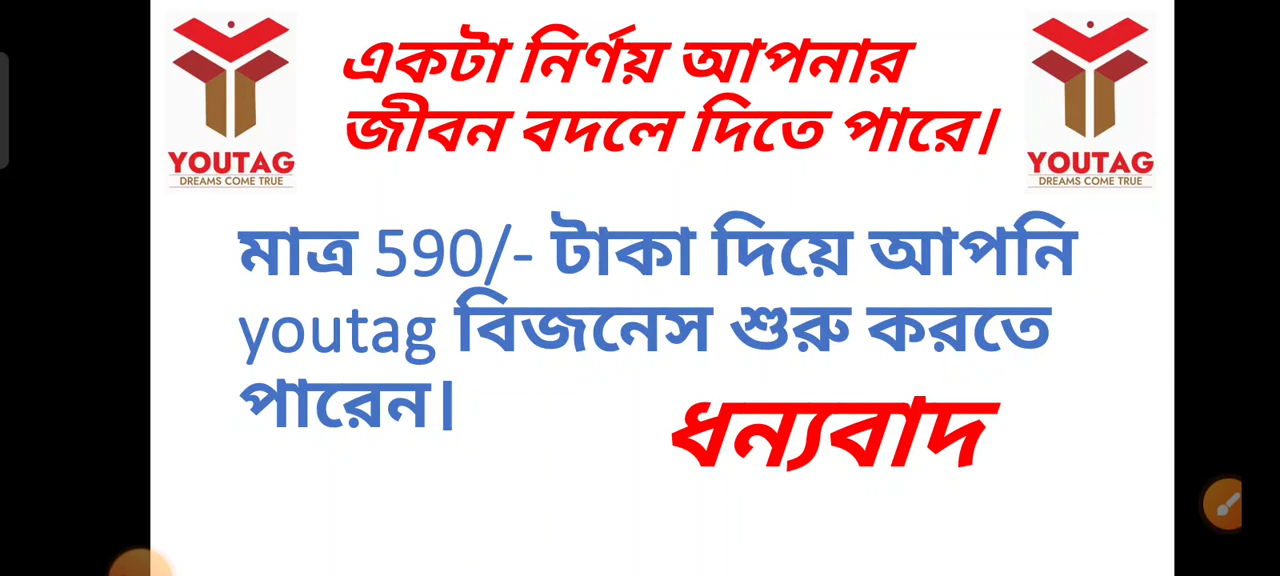 একটা নির্ণয় আপনার
জীবন বদলে দিতে পারে।
YOUTAG
DREAMS COME TRUE
YOUTAG
DREAMS COME TRUE
মাত্র 590/- টাকা দিয়ে আপনি
youtag বিজনেস শুরু করতে
পারেন।
ধন্যবাদ